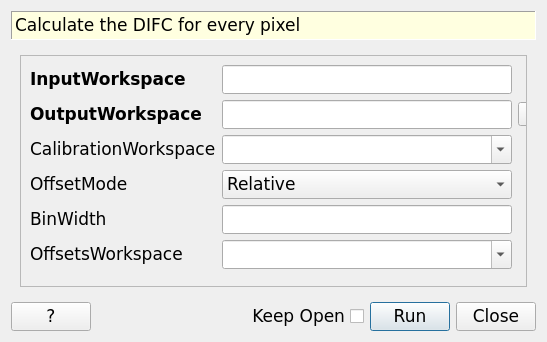 Calculate the DIFC for every pixel
InputWorkspace
OutputWorkspace
CalibrationWorkspace
OffsetMode Relative
BinWidth
OffsetsWorkspace
? Keep Open Run Close